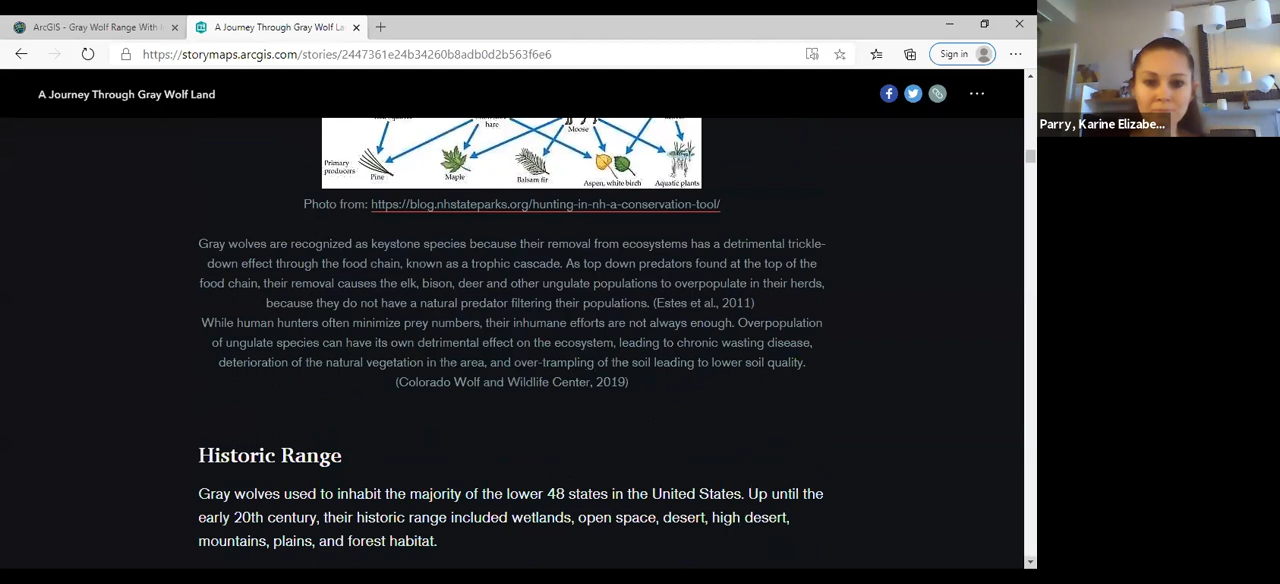 ArcGIS - Gray Wolf Range With
A Journey Through Gray Wolf La
https://storymaps.arcgis.com/stories/2447361e24b34260b8adb0d2b563f6e6
Sign in
A Journey Through Gray Wolf Land
hare
Moose
Primary
producers
Pine
Maple
Balsam fir
Aspen, white birch
Aquatic plants
Photo from: https://blog.nhstateparks.org/hunting-in-nh-a-conservation-tool/
Gray wolves are recognized as keystone species because their removal from ecosystems has a detrimental trickle-
down effect through the food chain, known as a trophic cascade. As top down predators found at the top of the
food chain, their removal causes the elk, bison, deer and other ungulate populations to overpopulate in their herds,
because they do not have a natural predator filtering their populations. (Estes et al., 2011)
While human hunters often minimize prey numbers, their inhumane efforts are not always enough. Overpopulation
of ungulate species can have its own detrimental effect on the ecosystem, leading to chronic wasting disease,
deterioration of the natural vegetation in the area, and over-trampling of the soil leading to lower soil quality.
(Colorado Wolf and Wildlife Center, 2019)
Historic Range
Gray wolves used to inhabit the majority of the lower 48 states in the United States. Up until the
early 20th century, their historic range included wetlands, open space, desert, high desert,
mountains, plains, and forest habitat.
Parry, Karine Elizabe...